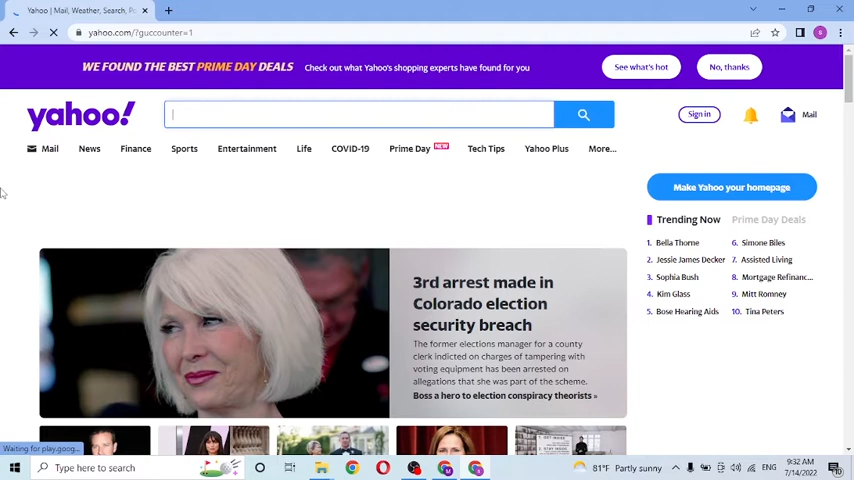 Yahoo | Mail, Weather, Search, Po
yahoo.com/?guccounter=1
WE FOUND THE BEST PRIME DAY DEALS
Check out what Yahoo's shopping experts have found for you
See what's hot
No, thanks
yahoo!
Sign in
Mail
Mail
News
Finance
Sports
Entertainment
Life
COVID-19
Prime Day
NEW
Tech Tips
Yahoo Plus
More...
Make Yahoo your homepage
Trending Now
Prime Day Deals
1. Bella Thorne
2. Jessie James Decker
3. Sophia Bush
4. Kim Glass
5. Bose Hearing Aids
6. Simone Biles
7. Assisted Living
8. Mortgage Refinanc...
9. Mitt Romney
10. Tina Peters
3rd arrest made in
Colorado election
security breach
The former elections manager for a county
clerk indicted on charges of tampering with
voting equipment has been arrested on
allegations that she was part of the scheme.
Boss a hero to election conspiracy theorists »
Waiting for play.goog...
Type here to search
81°F Partly sunny
ENG
9:32 AM
7/14/2022